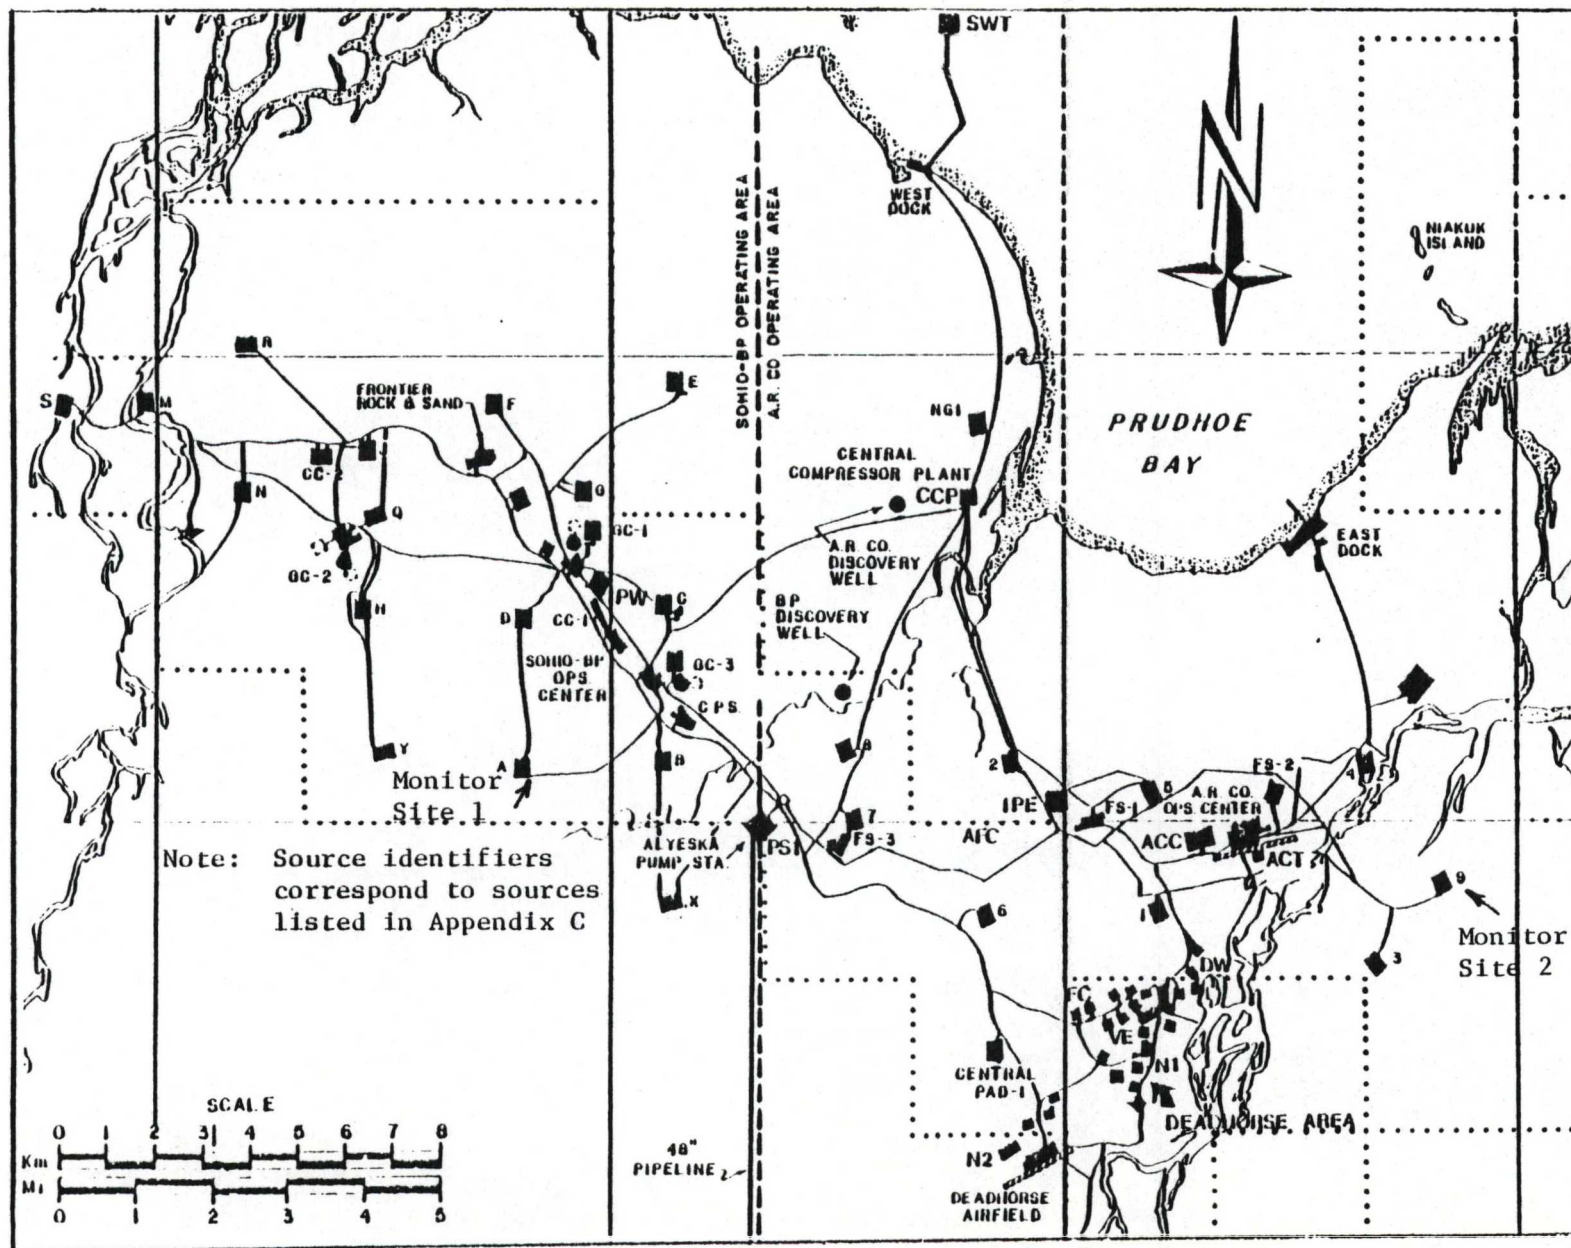 SWT
WEST
DOCK
SOHIO-BP OPERATING AREA
A.R. CO OPERATING AREA
N
NIAKUK
ISLAND
R
S
M
FRONTIER
ROCK & SAND
F
E
NGI
PRUDHOE
BAY
CENTRAL
COMPRESSOR PLANT
CCP
CC-2
N
Q
GC-1
A.R. CO.
DISCOVERY
WELL
EAST
DOCK
GC-2
H
D
PW
CC-1
C
BP
DISCOVERY
WELL
SOHIO-BP
OPS
CENTER
GC-3
C.P.S.
Y
A
B
2
5
FS-2
4
A.R. CO.
OPS CENTER
Monitor
Site 1
IPE
FS-1
7
FS-3
AFC
ACC
ACT
ALYESKA
PUMP STA.
PS1
Note: Source identifiers
correspond to sources
listed in Appendix C
X
6
1
9
3
Monitor
Site 2
DW
FC
VE
N1
CENTRAL
PAD-1
DEADHORSE AREA
SCALE
0 1 2 3 4 5 6 7 8
Km
Mi
0 1 2 3 4 5
48"
PIPELINE
N2
DEADHORSE
AIRFIELD